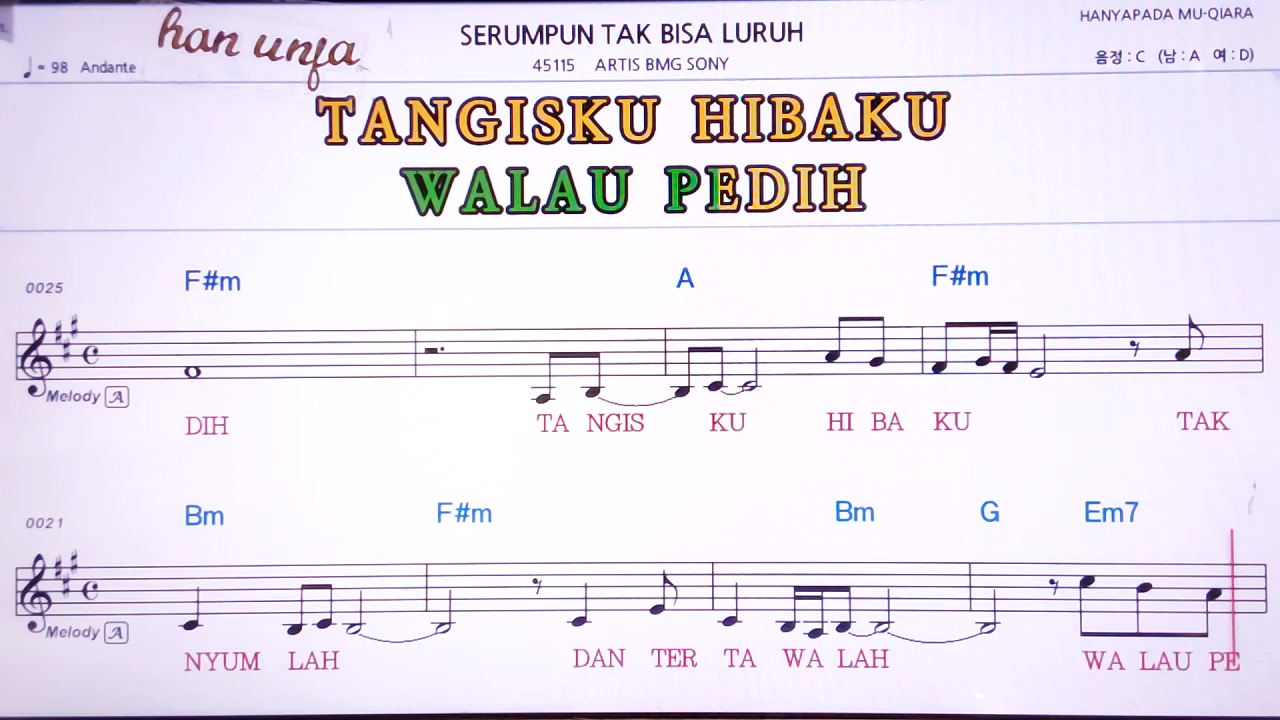 han unja
SERUMPUN TAK BISA LURUH
HANYAPADA MU-QIARA
♩= 98 Andante
45115 ARTIS BMG SONY
음정 : C (남 : A 여 : D)
TANGISKU HIBAKU
WALAU PEDIH
0025
F#m A F#m
Melody A
DIH TA NGIS KU HI BA KU TAK
0021
Bm F#m Bm G Em7
Melody A
NYUM LAH DAN TER TA WA LAH WA LAU PE